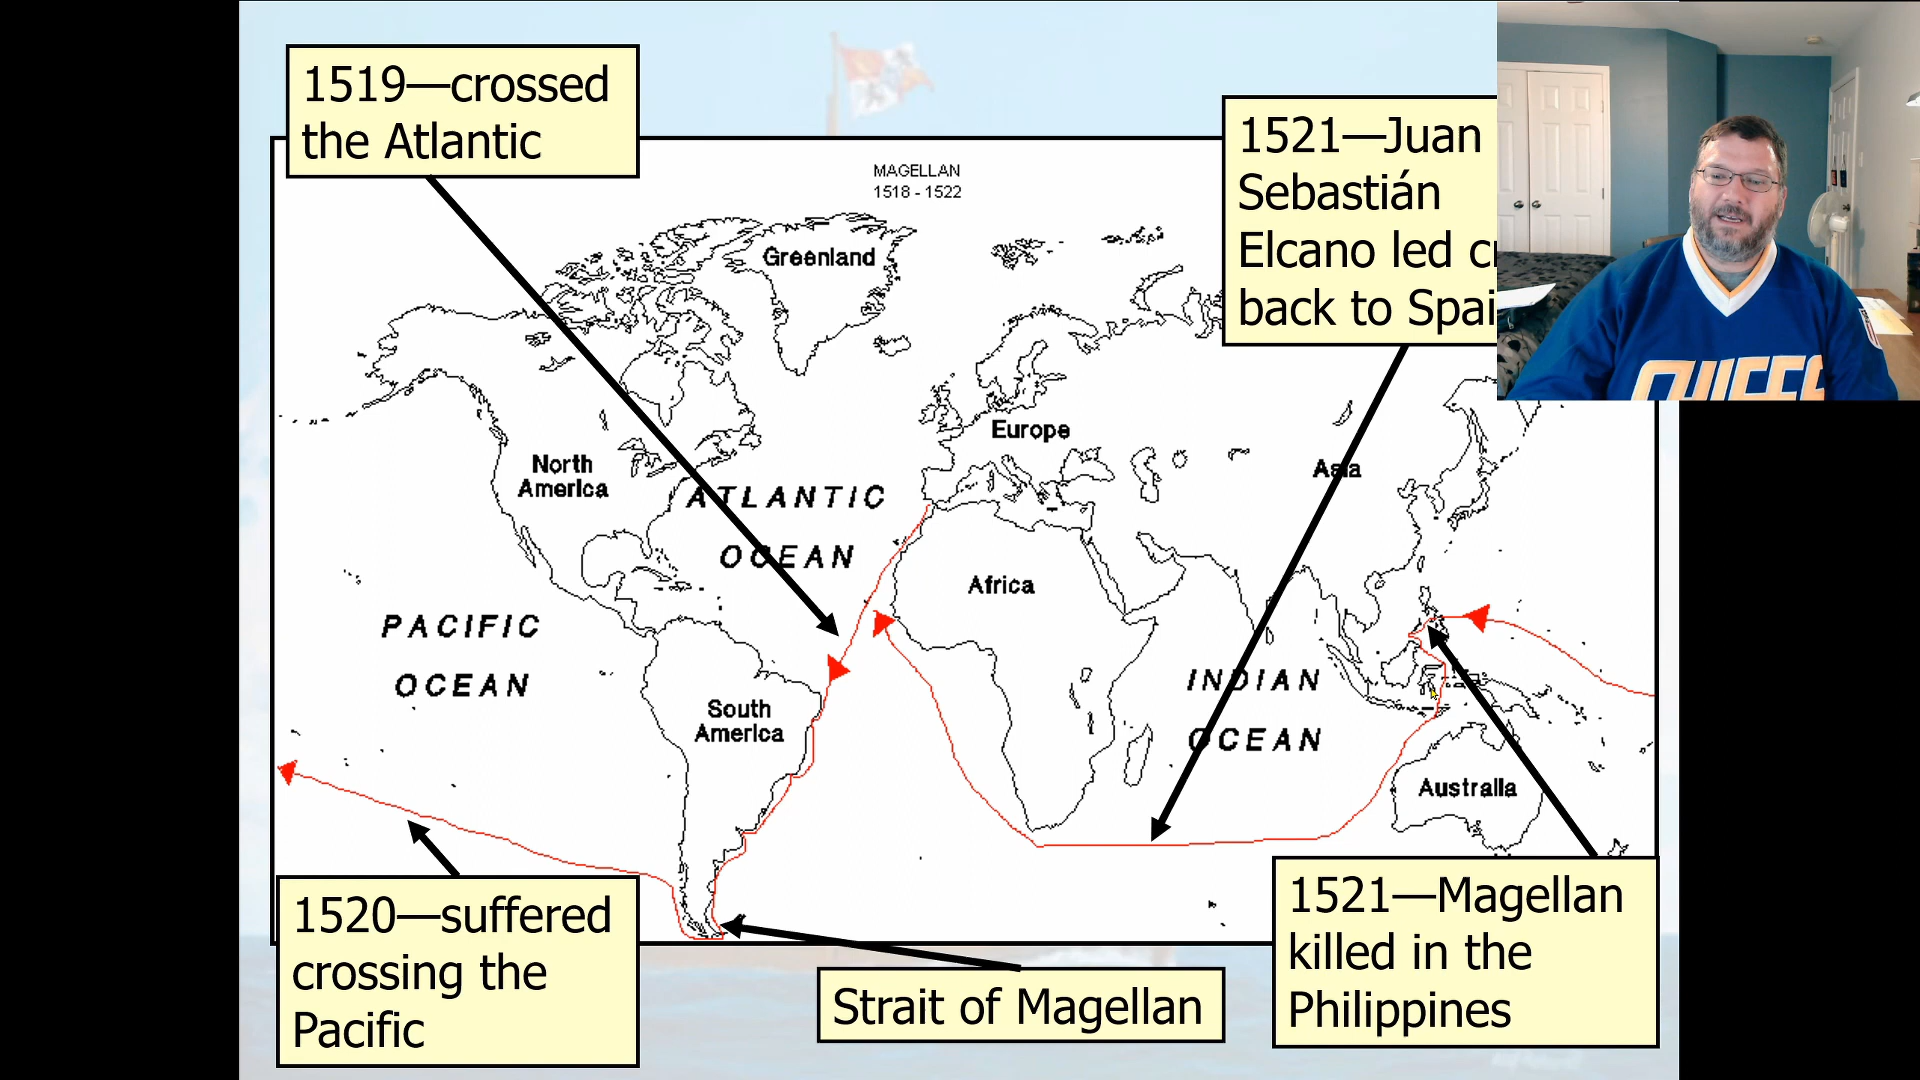 1519—crossed
the Atlantic
1521—Juan
Sebastián
Elcano led
back to
MAGELLAN
1518 - 1522
Greenland
Europe
Asia
North
America
ATLANTIC
OCEAN
Africa
PACIFIC
OCEAN
INDIAN
OCEAN
South
America
Australia
1520—suffered
crossing the
Pacific
Strait of Magellan
1521—Magellan
killed in the
Philippines
CHIEFS